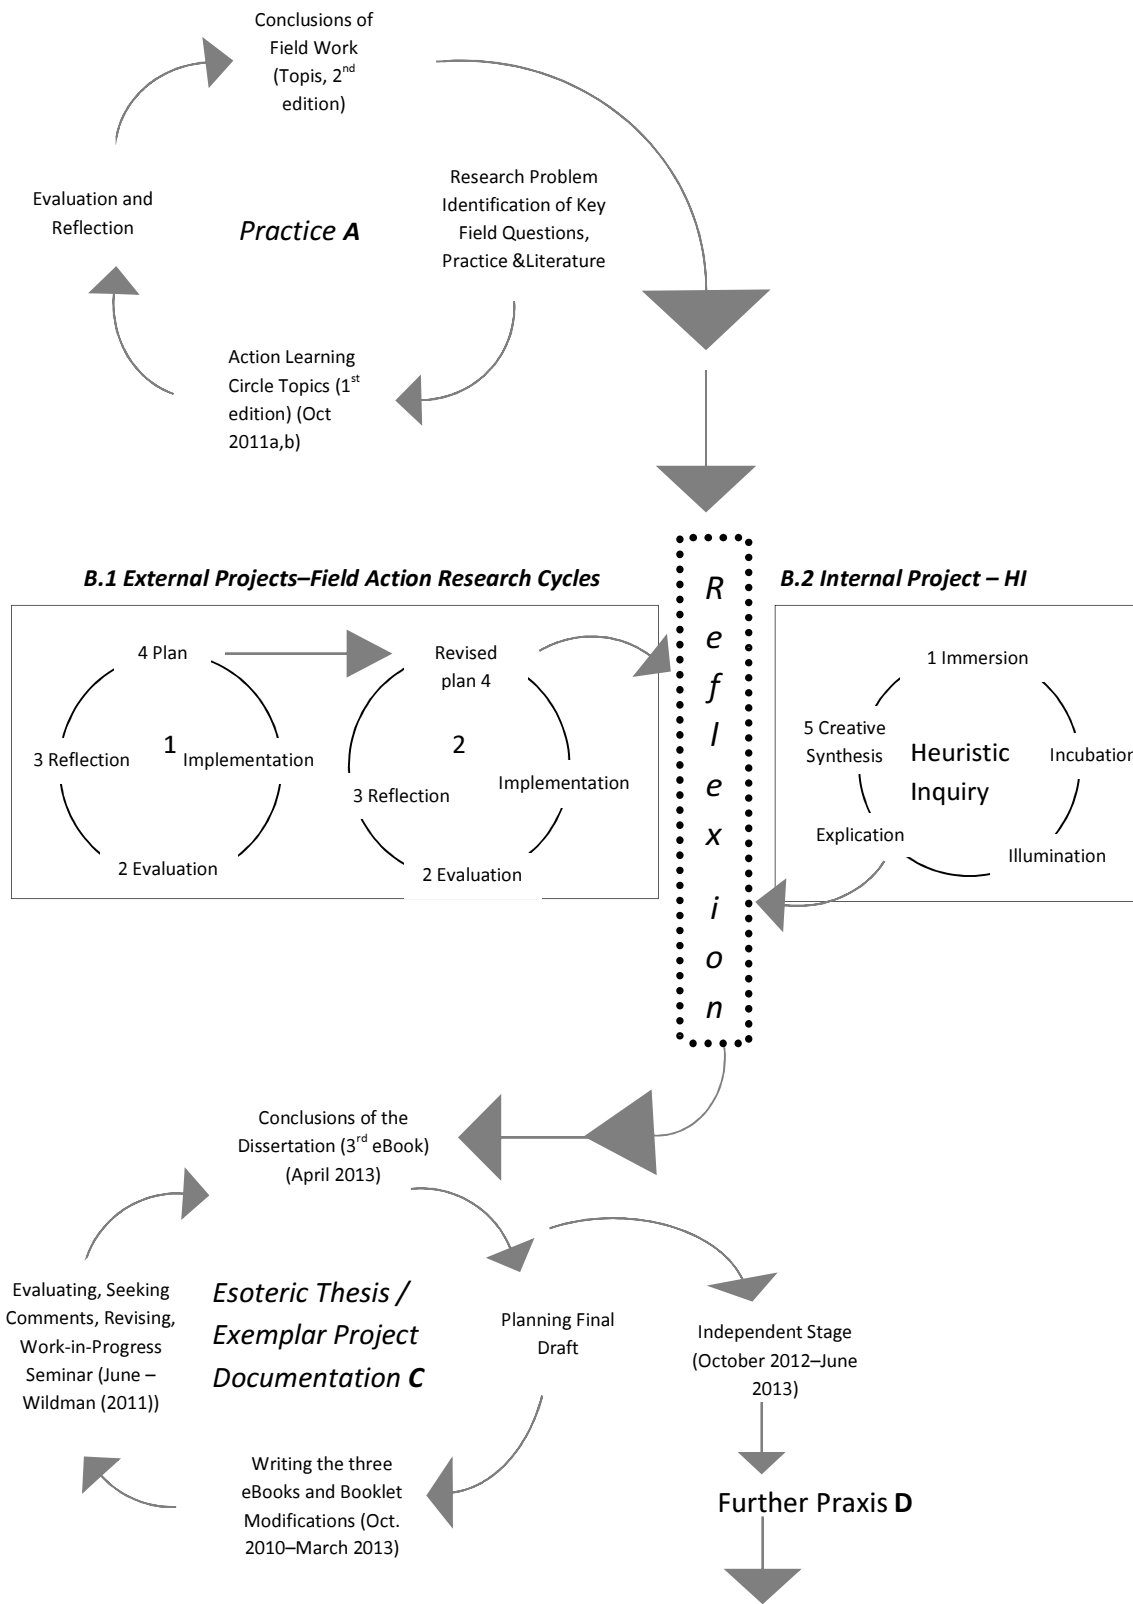 Conclusions of
Field Work
(Topis, 2nd
edition)
Evaluation and
Reflection
Practice A
Research Problem
Identification of Key
Field Questions,
Practice &Literature
Action Learning
Circle Topics (1st
edition) (Oct
2011a,b)
B.1 External Projects–Field Action Research Cycles
4 Plan
3 Reflection
1
Implementation
2 Evaluation
Revised
plan 4
2
3 Reflection
Implementation
2 Evaluation
R
e
f
l
e
x
i
o
n
B.2 Internal Project – HI
1 Immersion
5 Creative
Synthesis
Heuristic
Inquiry
Incubation
Explication
Illumination
Conclusions of the
Dissertation (3rd eBook)
(April 2013)
Evaluating, Seeking
Comments, Revising,
Work-in-Progress
Seminar (June –
Wildman (2011))
Esoteric Thesis /
Exemplar Project
Documentation C
Planning Final
Draft
Independent Stage
(October 2012–June
2013)
Writing the three
eBooks and Booklet
Modifications (Oct.
2010–March 2013)
Further Praxis D